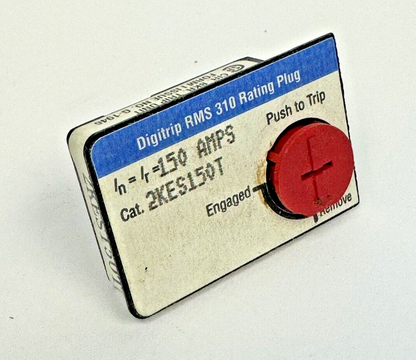 Digitrip RMS 310 Rating Plug
Push to Trip
In = Ir = 150 AMPS
Cat. 2KES150T
Engaged
Remove